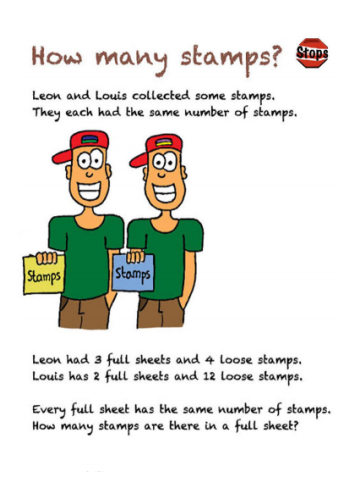 How many stamps?
Stops
Leon and Louis collected some stamps.
They each had the same number of stamps.
Stamps
Stamps
Leon had 3 full sheets and 4 loose stamps.
Louis has 2 full sheets and 12 loose stamps.
Every full sheet has the same number of stamps.
How many stamps are there in a full sheet?